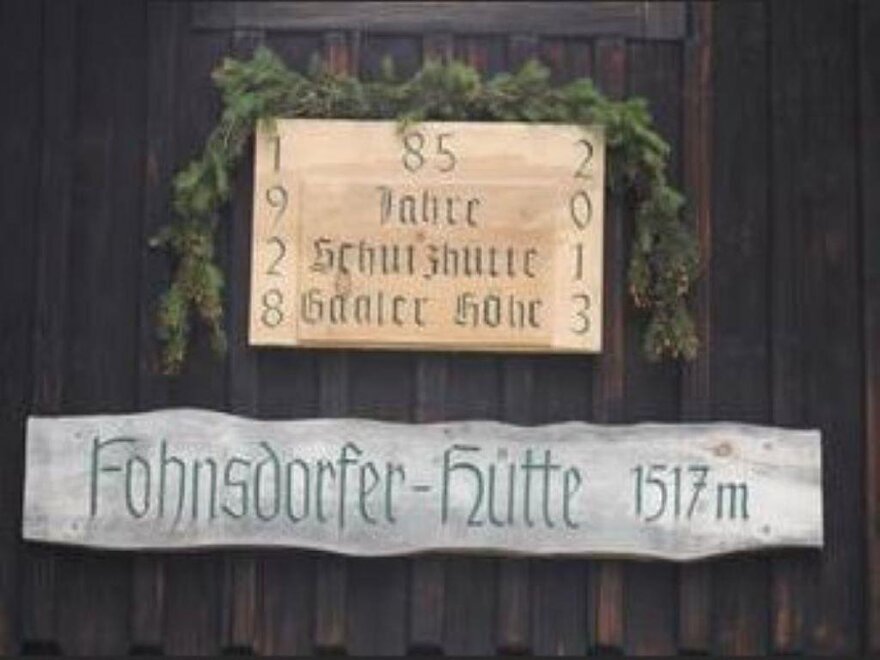 1 85 2
9 Jahre 0
2 Schutzhütte 1
8 Gaaler Höhe 3
Fohnsdorfer-Hütte 1517m